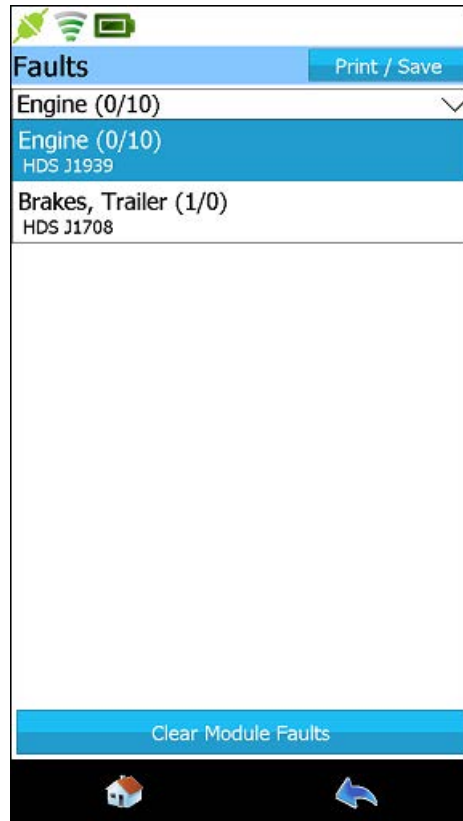 Faults
Print / Save
Engine (0/10)
Engine (0/10)
HDS J1939
Brakes, Trailer (1/0)
HDS J1708
Clear Module Faults